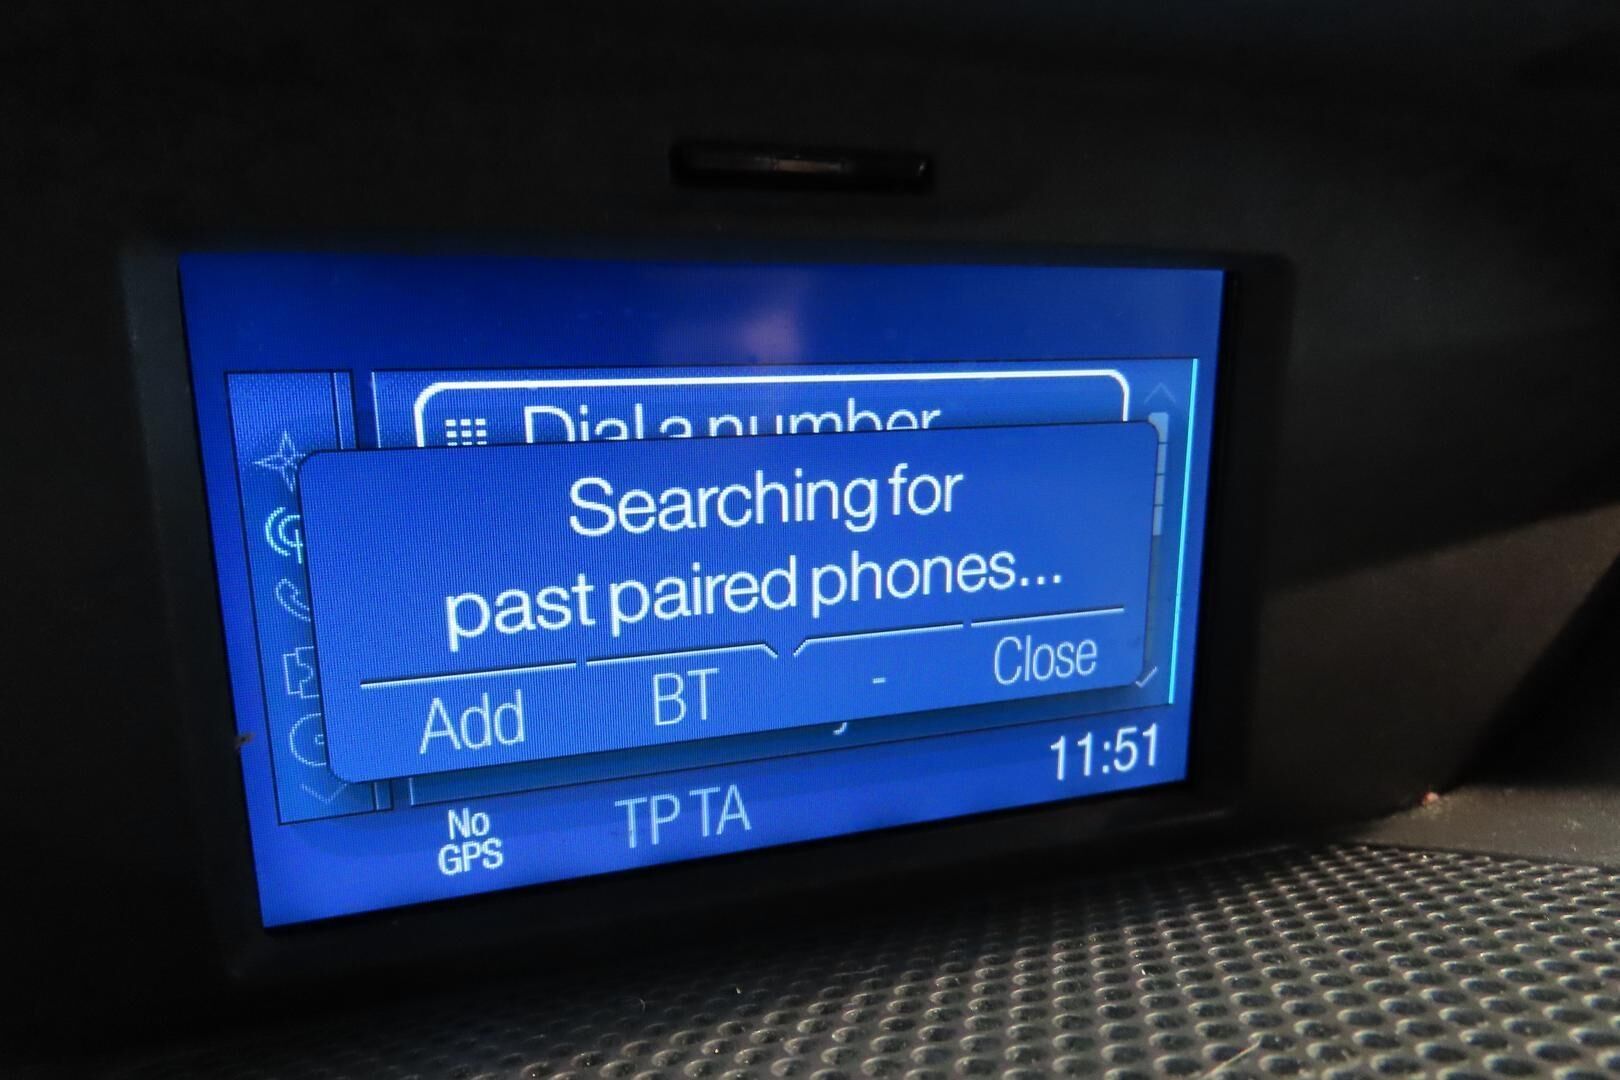 Dial a number
Searching for
past paired phones...
Add BT - Close
11:51
No
GPS
TP TA